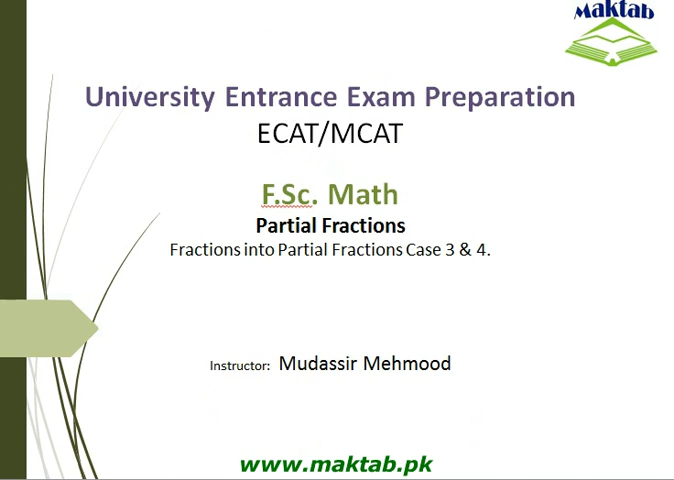 Maktab
University Entrance Exam Preparation
ECAT/MCAT
F.Sc. Math
Partial Fractions
Fractions into Partial Fractions Case 3 & 4.
Instructor: Mudassir Mehmood
www.maktab.pk